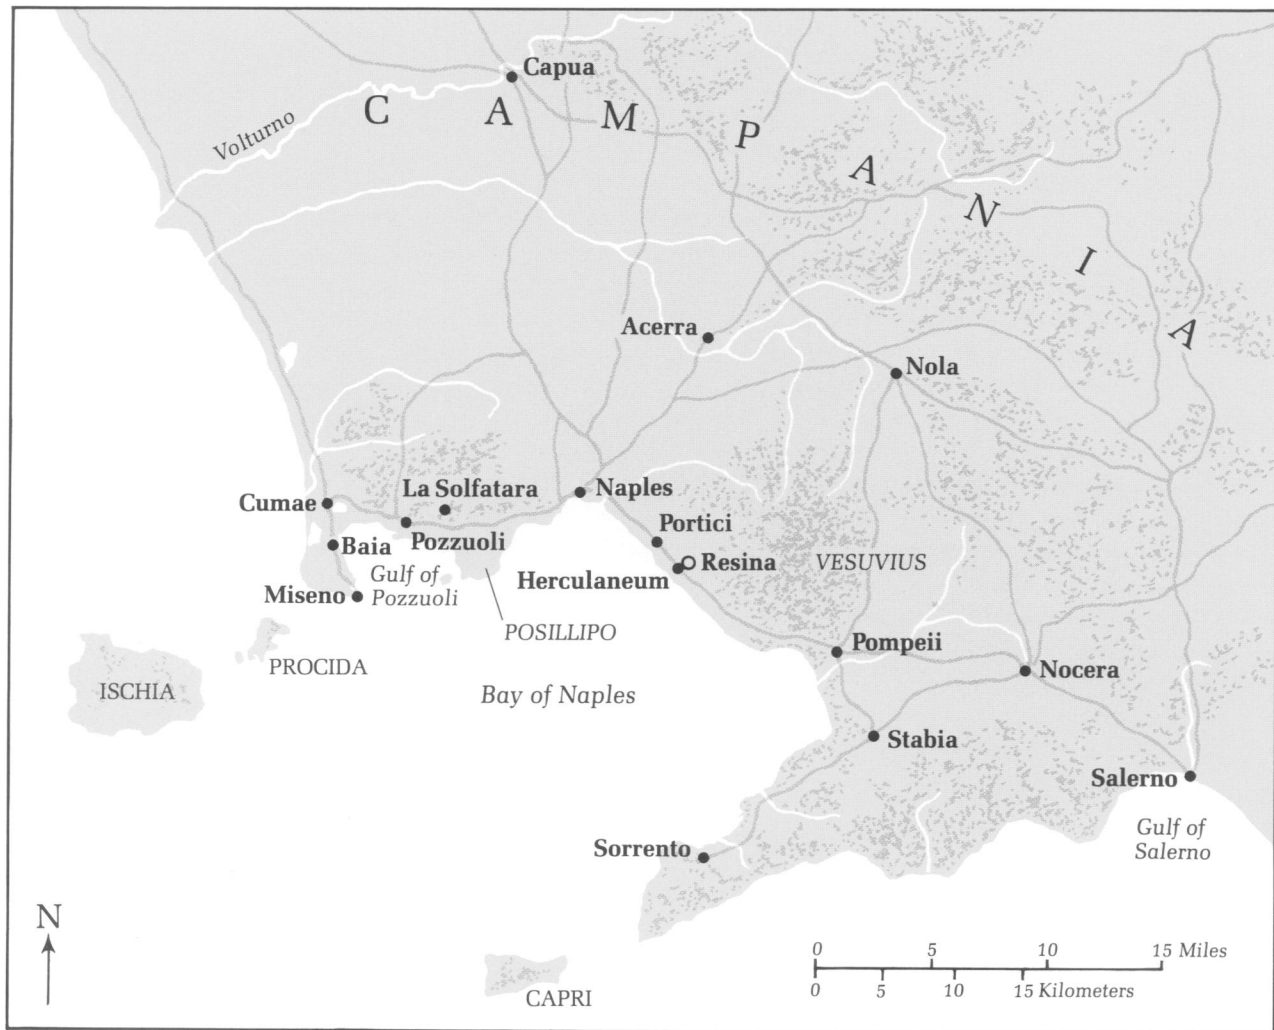 Capua
Volturno
CAMPANIA
Acerra
Nola
Cumae
La Solfatara
Naples
Baia
Pozzuoli
Portici
Gulf of
Pozzuoli
Resina
VESUVIUS
Herculaneum
Miseno
POSILLIPO
Pompeii
PROCIDA
Nocera
ISCHIA
Bay of Naples
Stabia
Salerno
Gulf of
Salerno
Sorrento
N
0 5 10 15 Miles
0 5 10 15 Kilometers
CAPRI